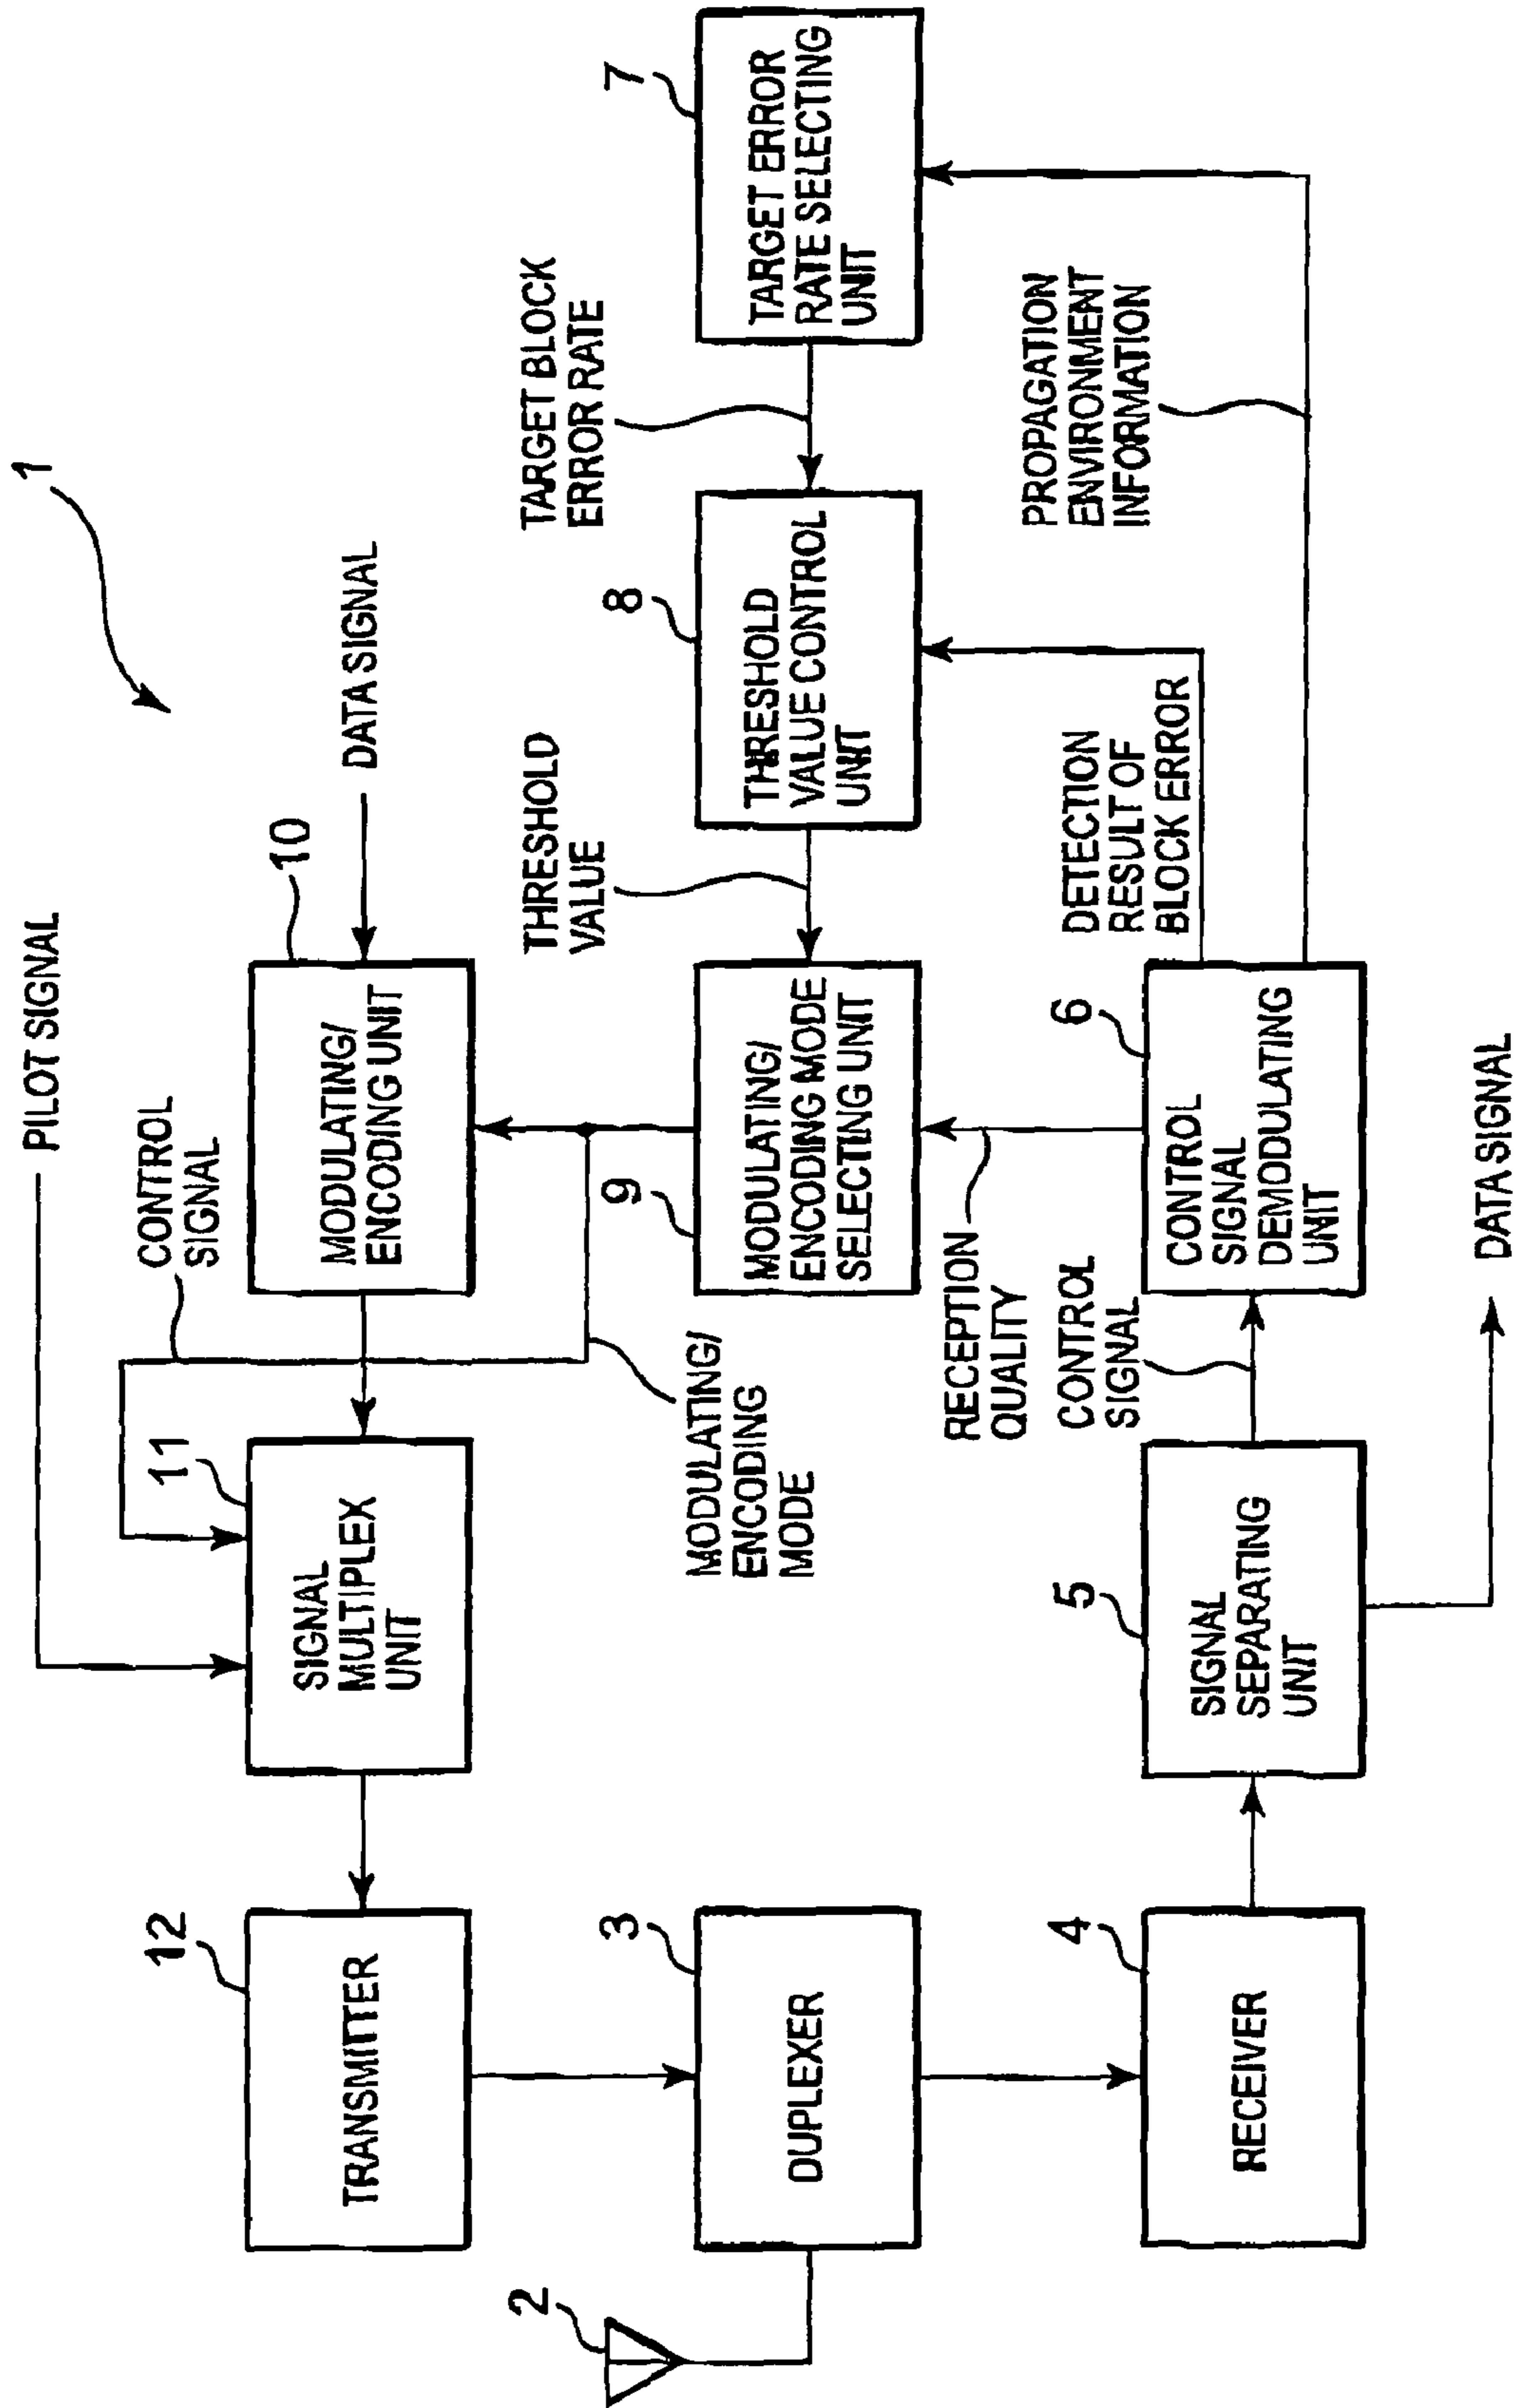 1
PILOT SIGNAL
CONTROL
SIGNAL
DATA SIGNAL
12
TRANSMITTER
11
SIGNAL
MULTIPLEX
UNIT
10
MODULATING/
ENCODING UNIT
2
3
DUPLEXER
MODULATING/
ENCODING
MODE
9
MODULATING/
ENCODING MODE
SELECTING UNIT
THRESHOLD
VALUE
8
THRESHOLD
VALUE CONTROL
UNIT
TARGET BLOCK
ERROR RATE
7
TARGET ERROR
RATE SELECTING
UNIT
RECEPTION
QUALITY
CONTROL
SIGNAL
DETECTION
RESULT OF
BLOCK ERROR
PROPAGATION
ENVIRONMENT
INFORMATION
4
RECEIVER
5
SIGNAL
SEPARATING
UNIT
6
CONTROL
SIGNAL
DEMODULATING
UNIT
DATA SIGNAL